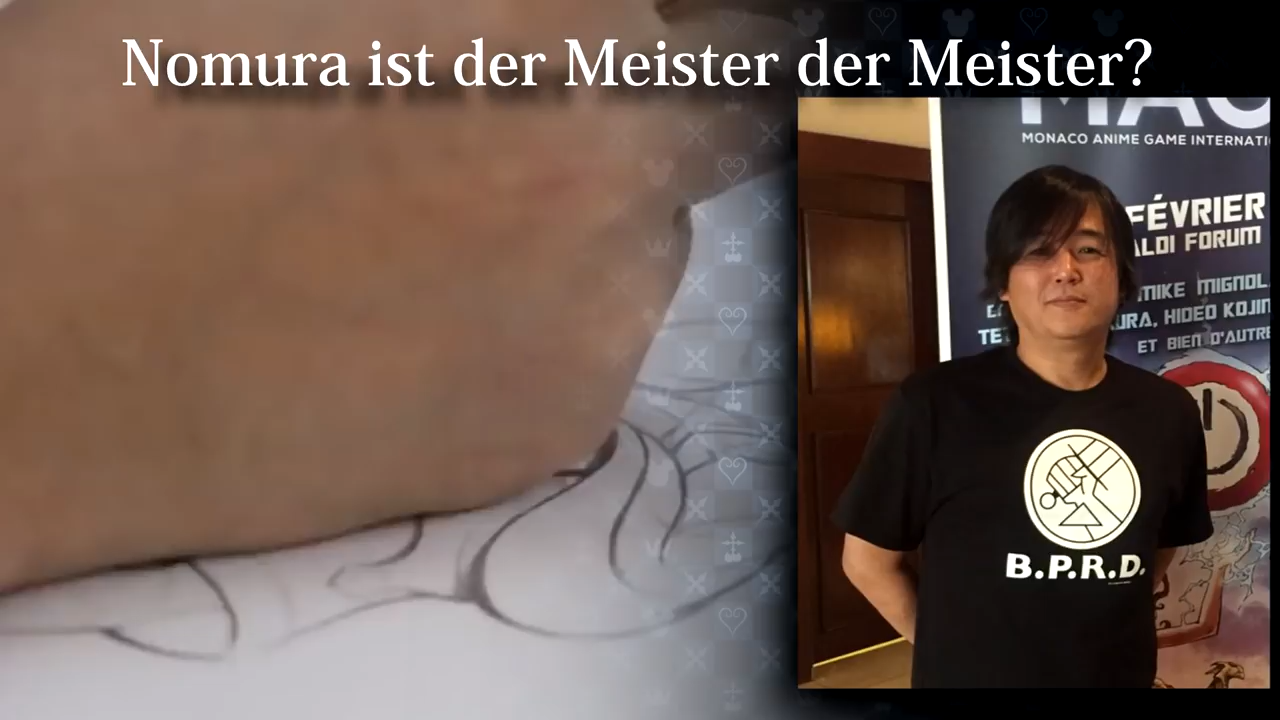 Nomura ist der Meister der Meister?
MONACO ANIME GAME INTERNATI
FÉVRIER
ALDI FORUM
MIKE MIGNOL
URA, HIDEO KOJIM
ET BIEN D'AUTRE
B.P.R.D.